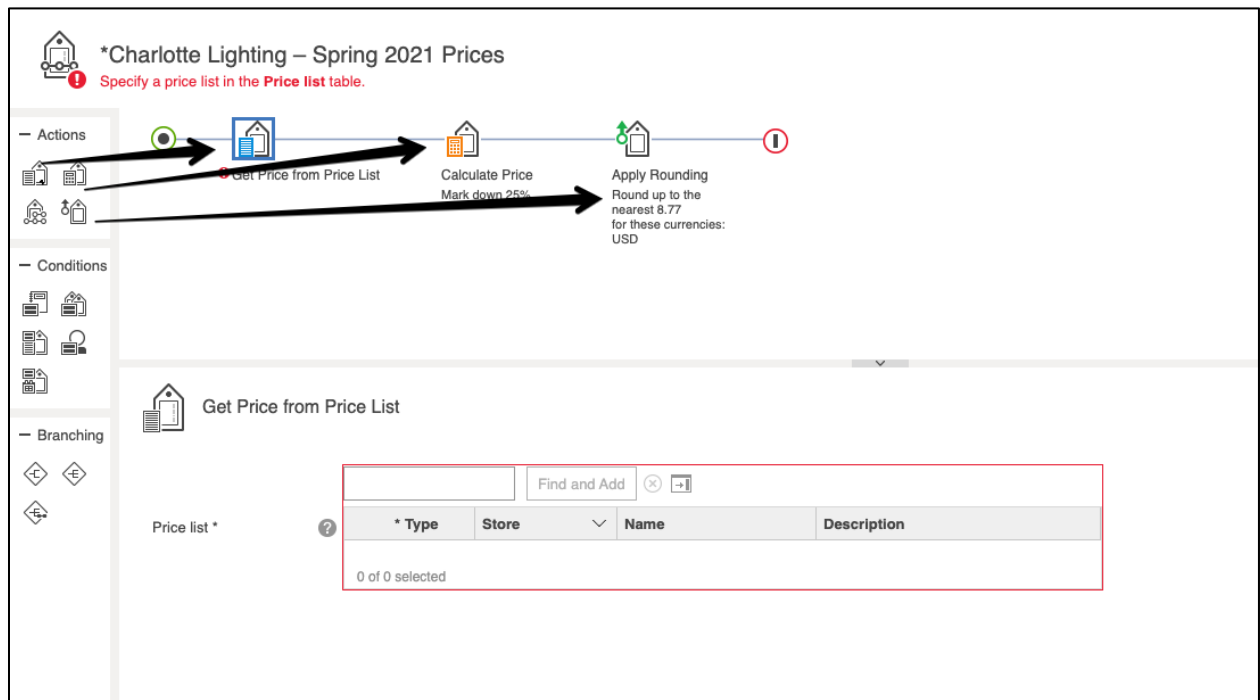 *Charlotte Lighting – Spring 2021 Prices
Specify a price list in the Price list table.
Actions
Get Price from Price List
Calculate Price
Mark down 25%
Apply Rounding
Round up to the
nearest 8.77
for these currencies:
USD
Conditions
Branching
Get Price from Price List
Find and Add
Price list *
* Type Store Name Description
0 of 0 selected